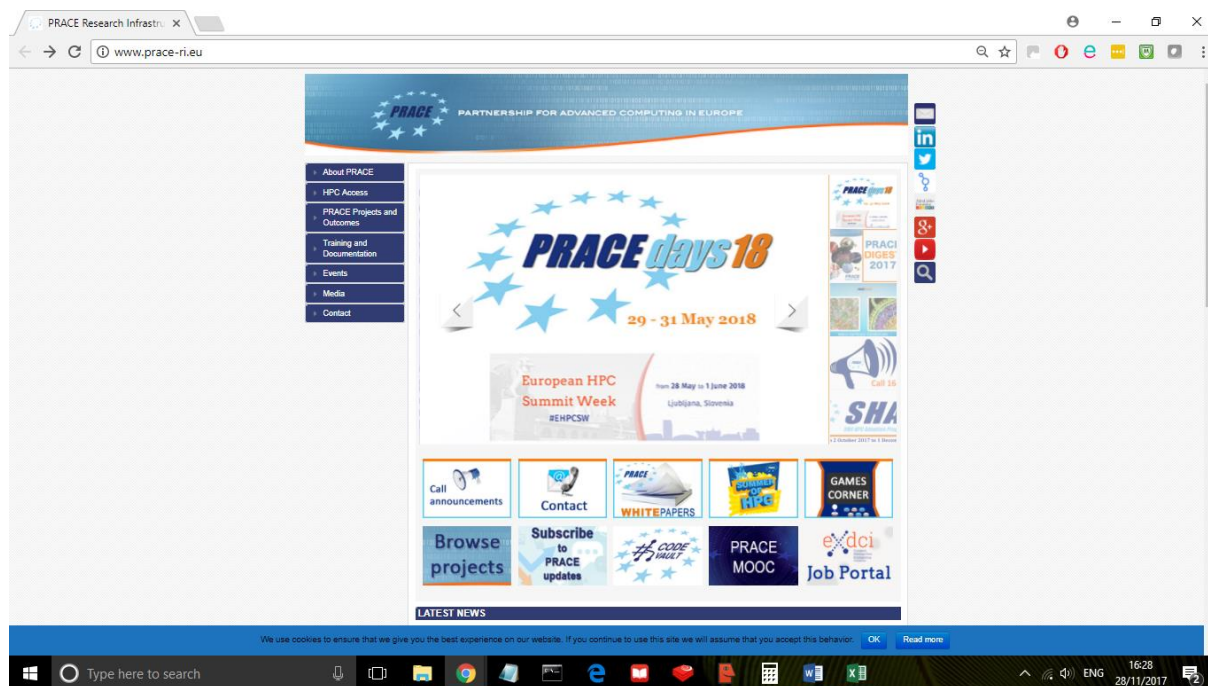 PRACE Research Infrastru
www.prace-ri.eu
PRACE PARTNERSHIP FOR ADVANCED COMPUTING IN EUROPE
About PRACE
HPC Access
PRACE Projects and
Outcomes
Training and
Documentation
Events
Media
Contact
PRACE days18
29 - 31 May 2018
European HPC
Summit Week
#EHPCSW
from 28 May to 1 June 2018
Ljubljana, Slovenia
PRACE days18
PRACE
DIGES
2017
Call 16
SHA
Call
announcements
Contact
PRACE
WHITEPAPERS
SUMMER
OF
HPC
GAMES
CORNER
Browse
projects
Subscribe
to
PRACE
updates
# CODE
VAULT
PRACE
MOOC
exdci
Job Portal
LATEST NEWS
We use cookies to ensure that we give you the best experience on our website. If you continue to use this site we will assume that you accept this behavior. OK Read more
Type here to search
ENG
16:28
28/11/2017